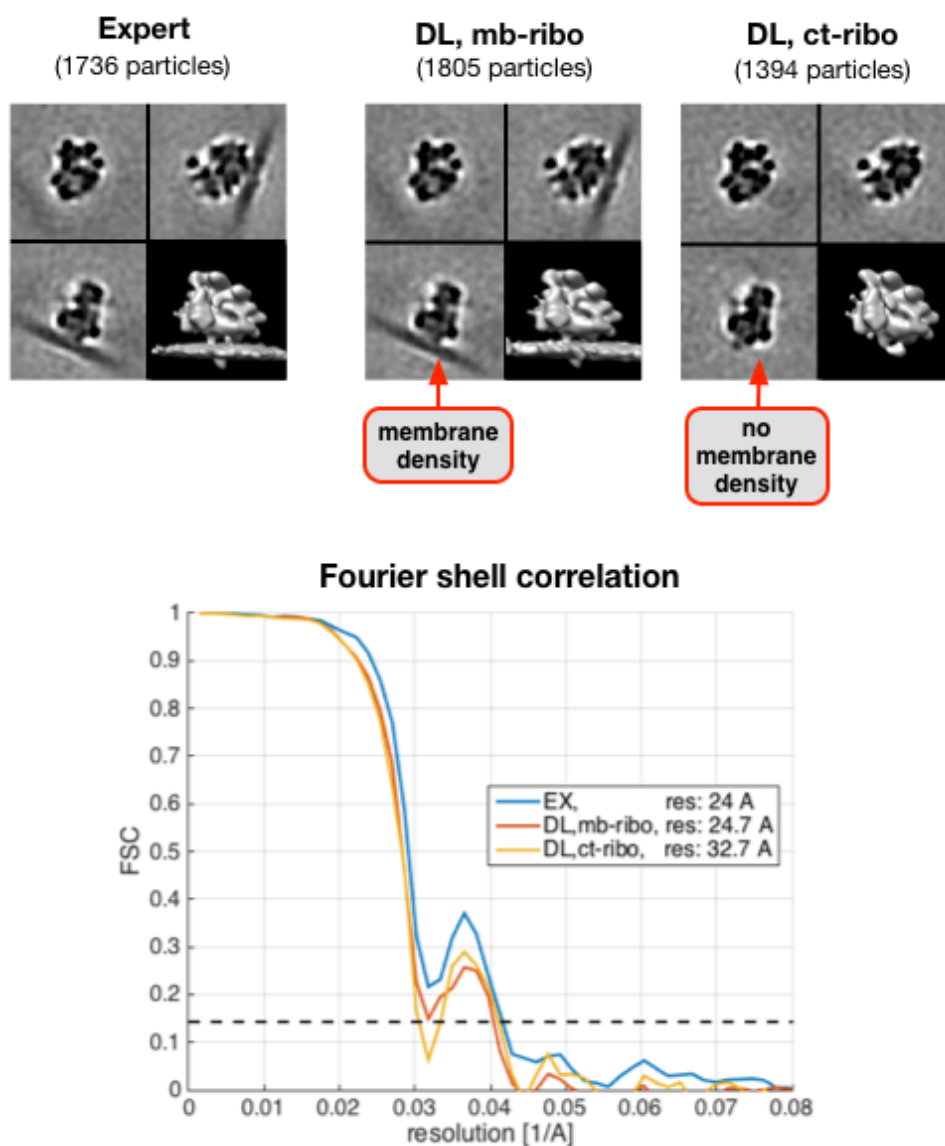 Expert
(1736 particles)
DL, mb-ribo
(1805 particles)
DL, ct-ribo
(1394 particles)
membrane
density
no
membrane
density
Fourier shell correlation
1
0.9
0.8
0.7
0.6
0.5
0.4
0.3
0.2
0.1
0
FSC
EX, res: 24 A
DL,mb-ribo, res: 24.7 A
DL,ct-ribo, res: 32.7 A
0 0.01 0.02 0.03 0.04 0.05 0.06 0.07 0.08
resolution [1/A]